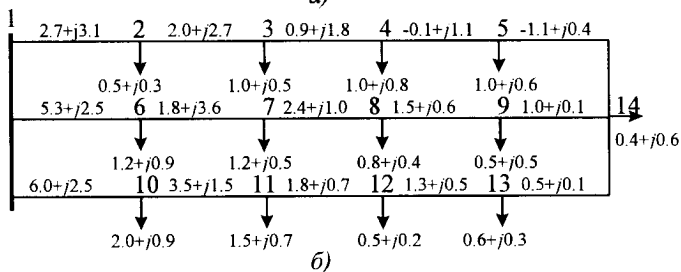 а)
1
2.7+j3.1 2 2.0+j2.7 3 0.9+j1.8 4 -0.1+j1.1 5 -1.1+j0.4
0.5+j0.3 1.0+j0.5 1.0+j0.8 1.0+j0.6
5.3+j2.5 6 1.8+j3.6 7 2.4+j1.0 8 1.5+j0.6 9 1.0+j0.1 14
0.4+j0.6
1.2+j0.9 1.2+j0.5 0.8+j0.4 0.5+j0.5
6.0+j2.5 10 3.5+j1.5 11 1.8+j0.7 12 1.3+j0.5 13 0.5+j0.1
2.0+j0.9 1.5+j0.7 0.5+j0.2 0.6+j0.3
б)